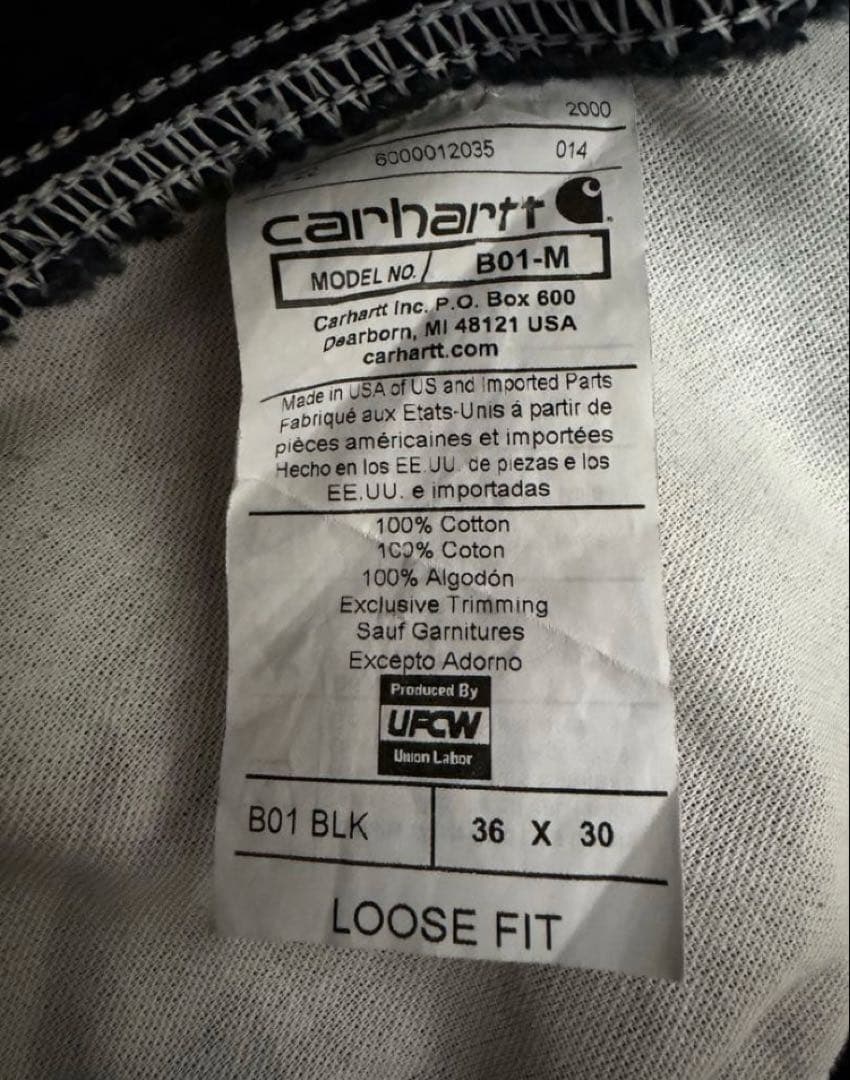 2000
6000012035 014
carhartt
MODEL NO. / B01-M
Carhartt Inc. P.O. Box 600
Dearborn, MI 48121 USA
carhartt.com
Made in USA of US and Imported Parts
Fabriqué aux Etats-Unis á partir de
pièces américaines et importées
Hecho en los EE.UU. de piezas e los
EE.UU. e importadas
100% Cotton
100% Coton
100% Algodón
Exclusive Trimming
Sauf Garnitures
Excepto Adorno
Produced By
UFCW
Union Labor
B01 BLK 36 X 30
LOOSE FIT